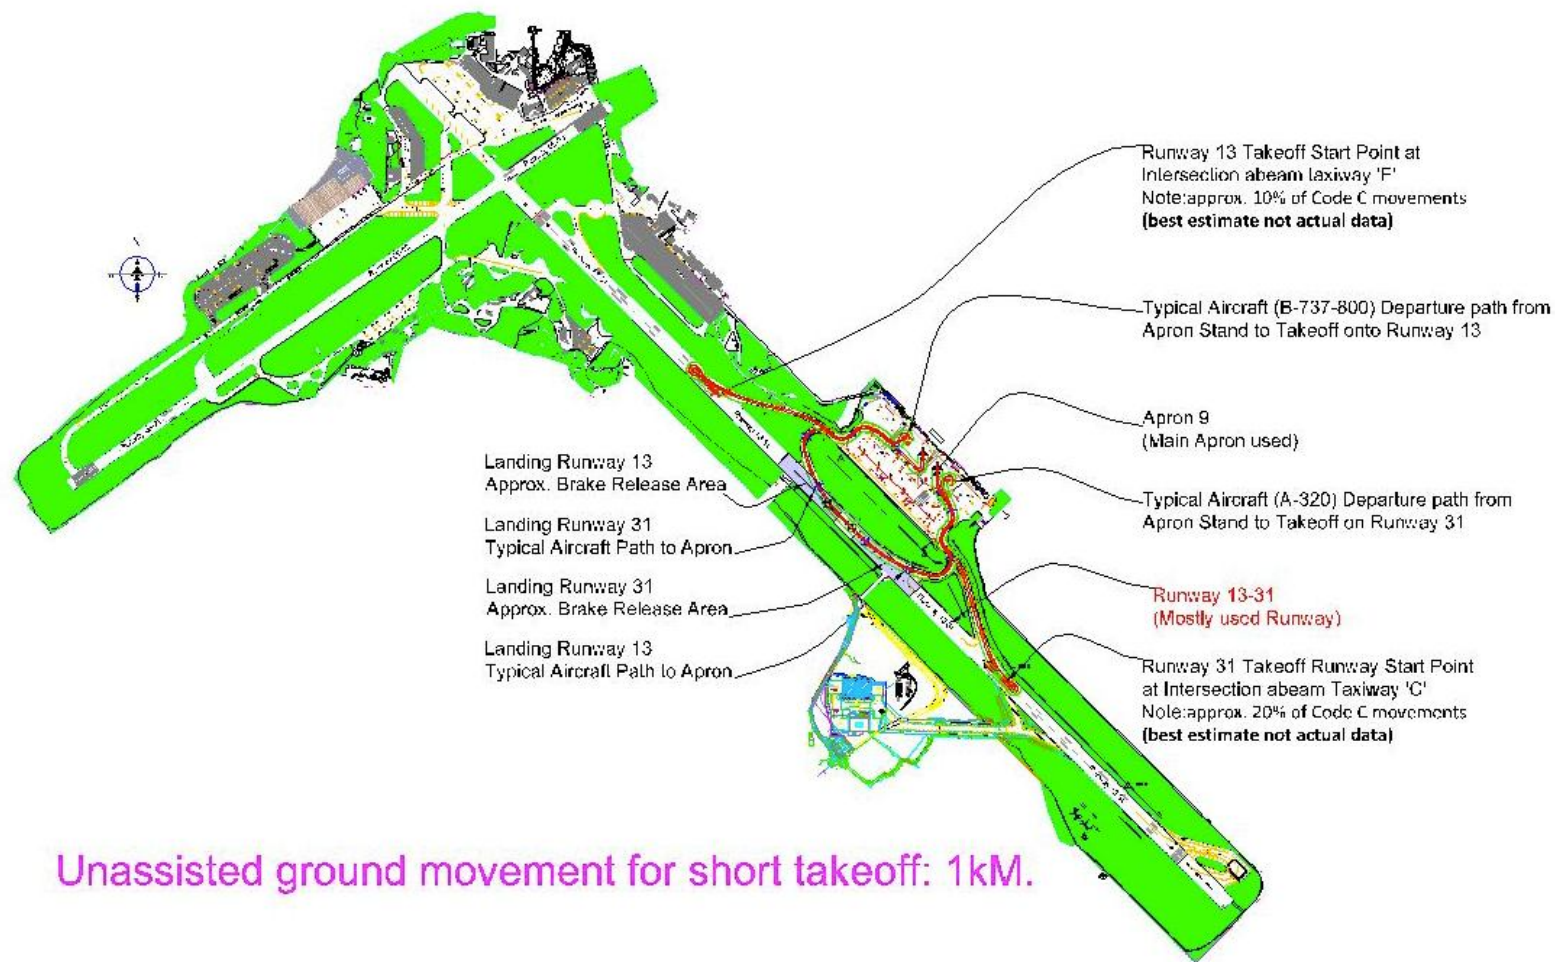 Runway 13 Takeoff Start Point at
Intersection abeam taxiway 'F'
Note:approx. 10% of Code C movements
(best estimate not actual data)
Typical Aircraft (B-737-800) Departure path from
Apron Stand to Takeoff onto Runway 13
Apron 9
(Main Apron used)
Typical Aircraft (A-320) Departure path from
Apron Stand to Takeoff on Runway 31
Runway 13-31
(Mostly used Runway)
Runway 31 Takeoff Runway Start Point
at Intersection abeam Taxiway 'C'
Note:approx. 20% of Code C movements
(best estimate not actual data)
Landing Runway 13
Approx. Brake Release Area
Landing Runway 31
Typical Aircraft Path to Apron
Landing Runway 31
Approx. Brake Release Area
Landing Runway 13
Typical Aircraft Path to Apron
Unassisted ground movement for short takeoff: 1kM.